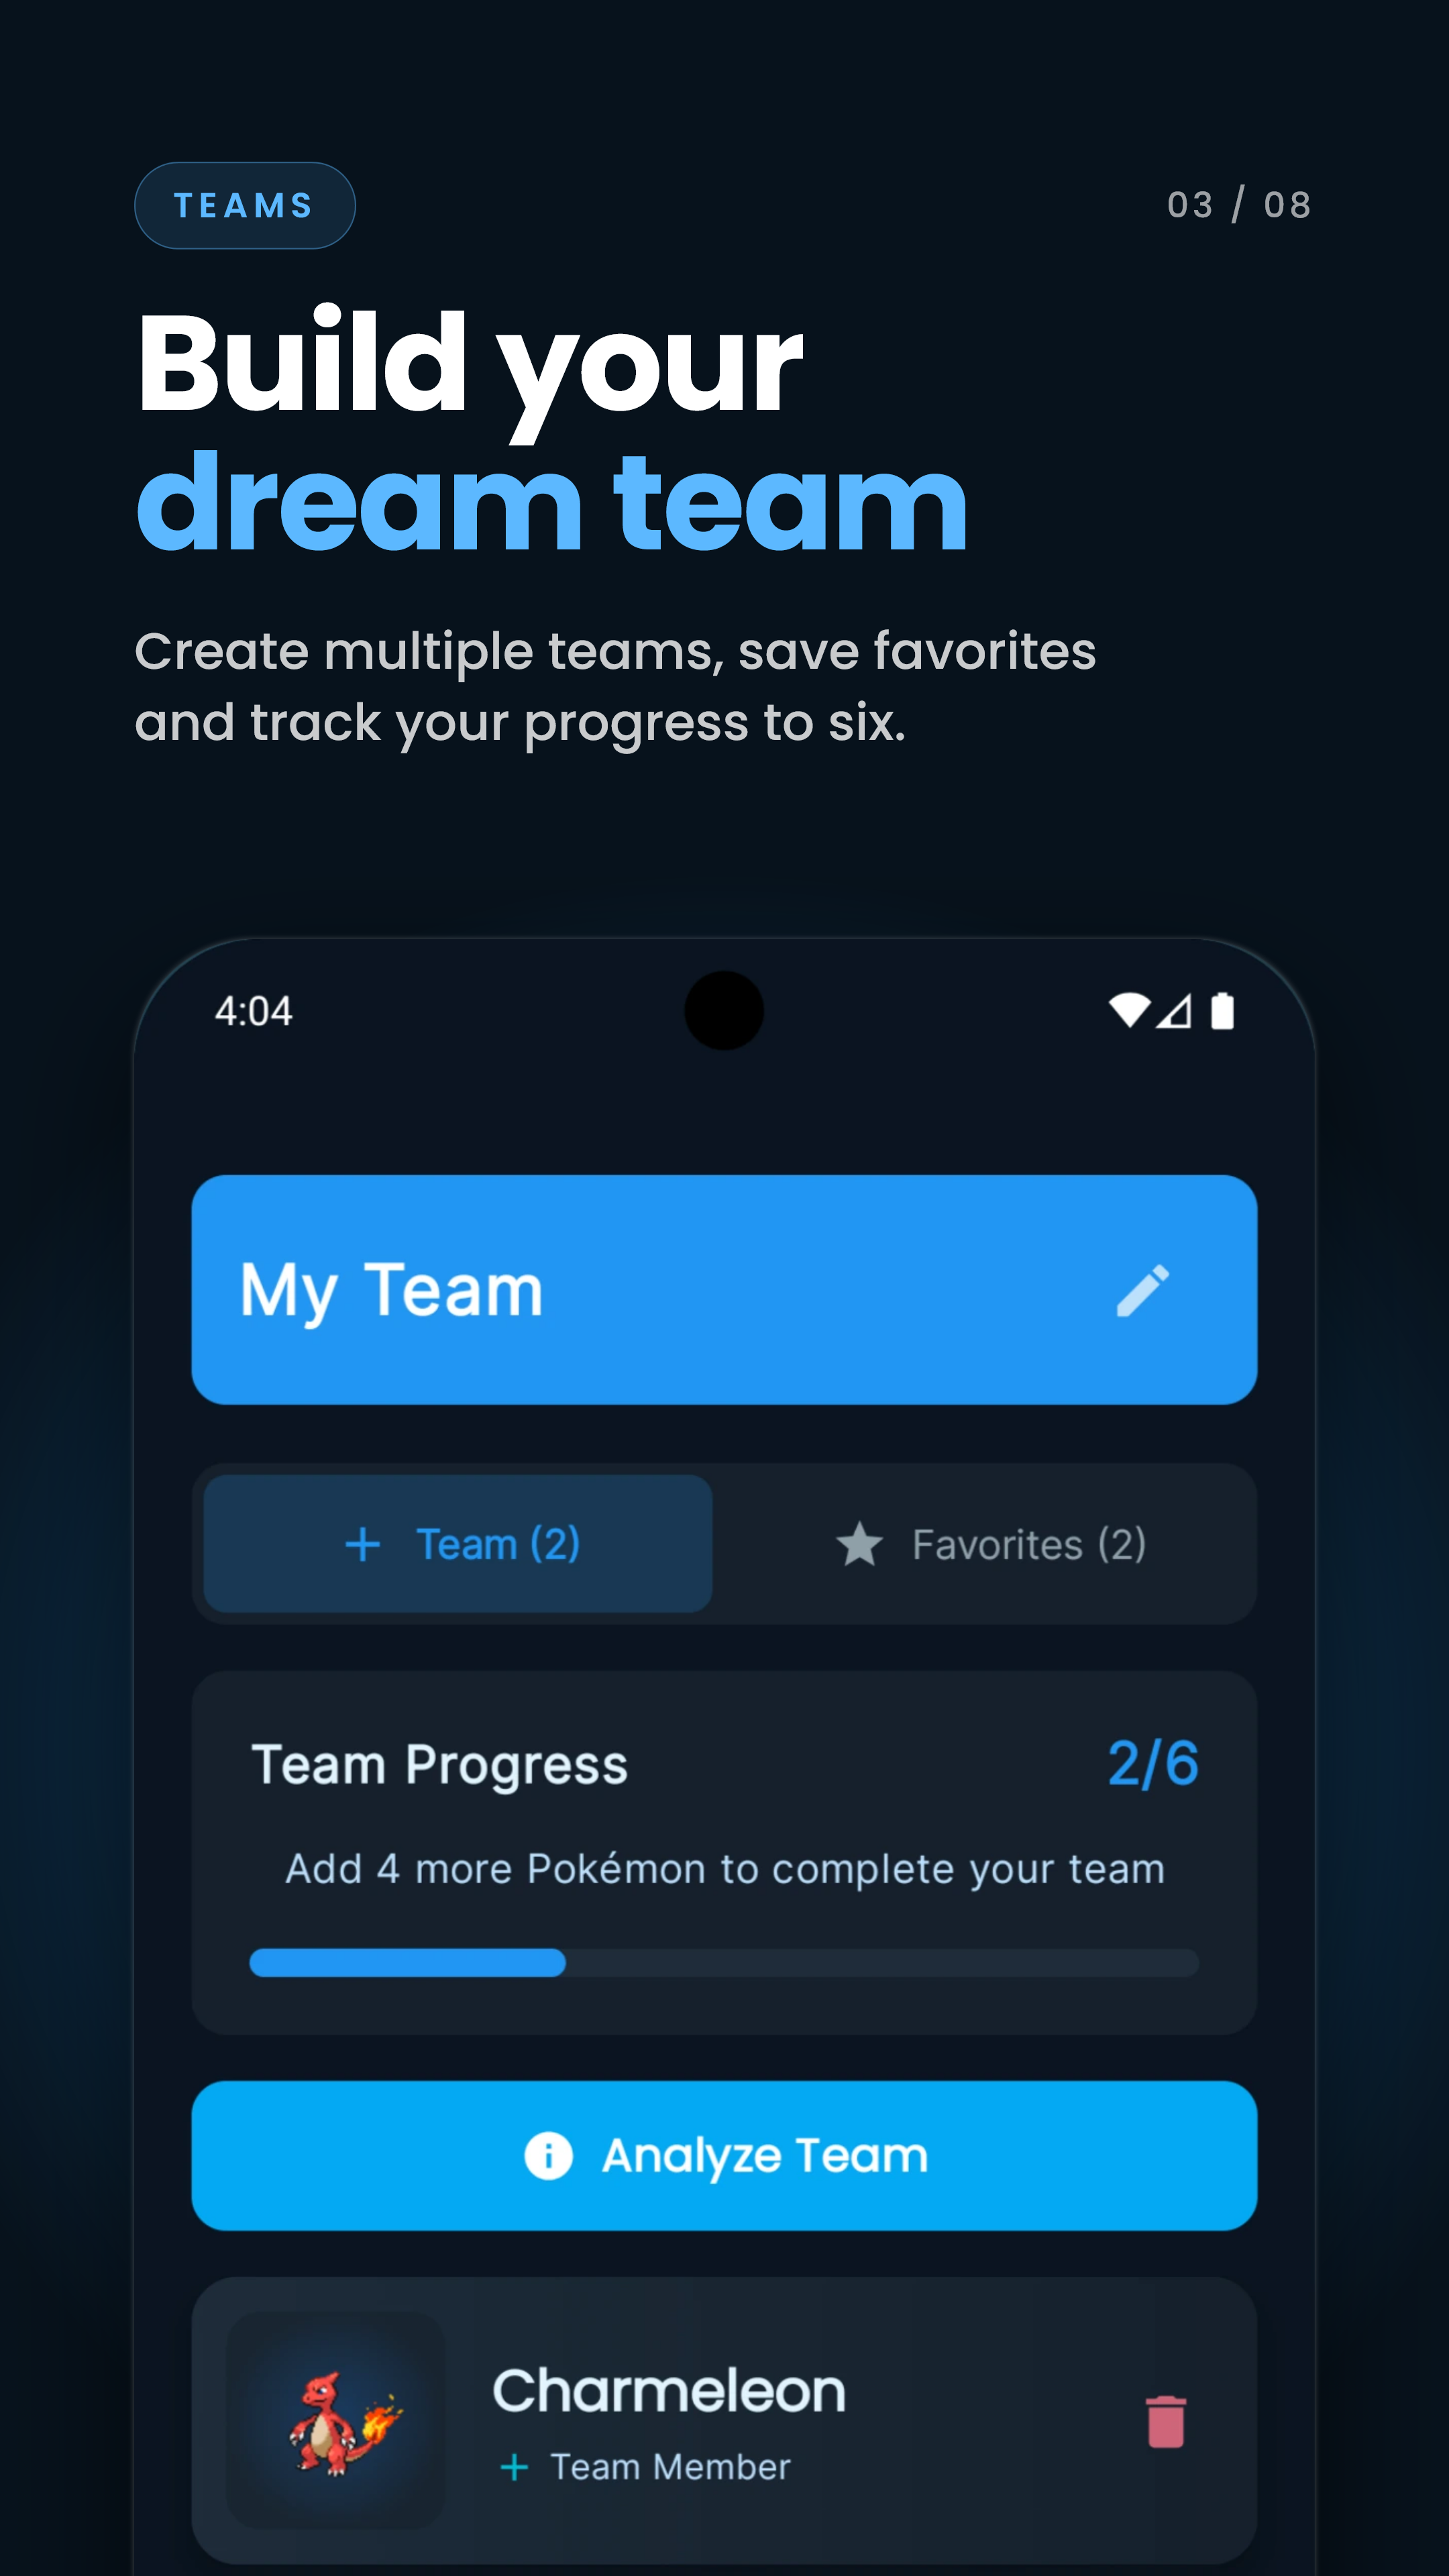 TEAMS
03 / 08
Build your
dream team
Create multiple teams, save favorites
and track your progress to six.
4:04
My Team
Team (2)
Favorites (2)
Team Progress
2/6
Add 4 more Pokémon to complete your team
Analyze Team
Charmeleon
Team Member